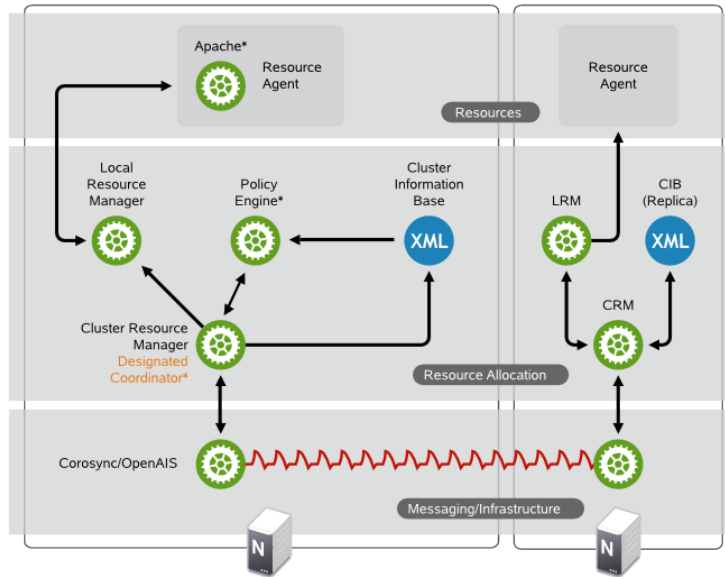 Apache*
Resource
Agent
Resource
Agent
Resources
Local
Resource
Manager
Policy
Engine*
Cluster
Information
Base
XML
LRM
CIB
(Replica)
XML
Cluster Resource
Manager
Designated
Coordinator*
CRM
Resource Allocation
Corosync/OpenAIS
Messaging/Infrastructure
N
N